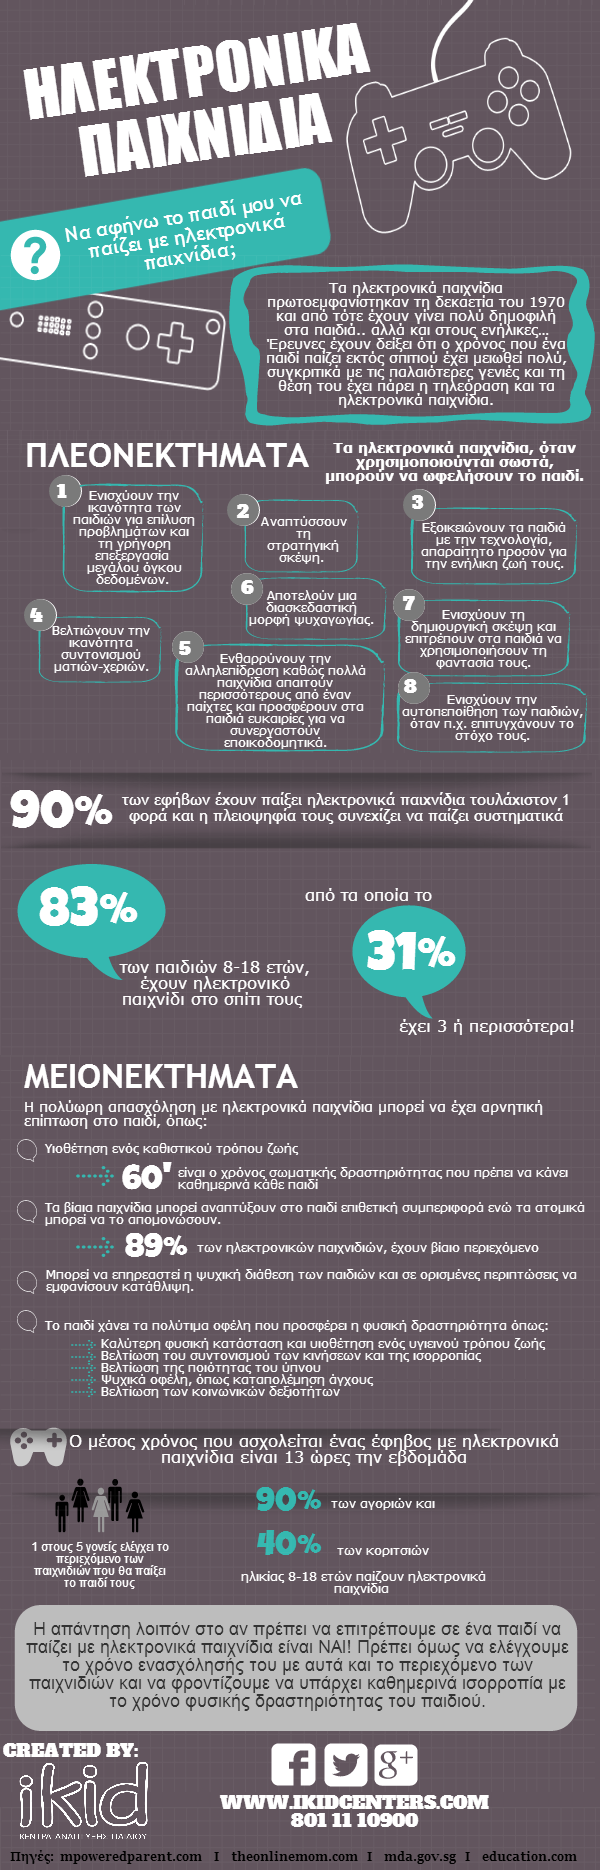 ΗΛΕΚΤΡΟΝΙΚΑ
ΠΑΙΧΝΙΔΙΑ
?
Να αφήνω το παιδί μου να
παίζει με ηλεκτρονικά
παιχνίδια;
Τα ηλεκτρονικά παιχνίδια
πρωτοεμφανίστηκαν τη δεκαετία του 1970
και από τότε έχουν γίνει πολύ δημοφιλή
στα παιδιά.. αλλά και στους ενήλικες...
Έρευνες έχουν δείξει ότι ο χρόνος που ένα
παιδί παίζει εκτός σπιτιού έχει μειωθεί πολύ,
συγκριτικά με τις παλαιότερες γενιές και τη
θέση του έχει πάρει η τηλεόραση και τα
ηλεκτρονικά παιχνίδια.
ΠΛΕΟΝΕΚΤΗΜΑΤΑ
Τα ηλεκτρονικά παιχνίδια, όταν
χρησιμοποιούνται σωστά,
μπορούν να ωφελήσουν το παιδί.
1
Ενισχύουν την
ικανότητα των
παιδιών για επίλυση
προβλημάτων και
τη γρήγορη
επεξεργασία
μεγάλου όγκου
δεδομένων.
2
Αναπτύσσουν
τη
στρατηγική
σκέψη.
3
Εξοικειώνουν τα παιδιά
με την τεχνολογία,
απαραίτητο προσόν για
την ενήλικη ζωή τους.
4
Βελτιώνουν την
ικανότητα
συντονισμού
ματιών-χεριών.
5
Ενθαρρύνουν την
αλληλεπίδραση καθώς πολλά
παιχνίδια απαιτούν
περισσότερους από έναν
παίχτες και προσφέρουν στα
παιδιά ευκαιρίες για να
συνεργαστούν
εποικοδομητικά.
6
Αποτελούν μια
διασκεδαστική
μορφή ψυχαγωγίας.
7
Ενισχύουν τη
δημιουργική σκέψη και
επιτρέπουν στα παιδιά να
χρησιμοποιήσουν τη
φαντασία τους.
8
Ενισχύουν την
αυτοπεποίθηση των παιδιών,
όταν π.χ. επιτυγχάνουν το
στόχο τους.
90% των εφήβων έχουν παίξει ηλεκτρονικά παιχνίδια τουλάχιστον 1
φορά και η πλειοψηφία τους συνεχίζει να παίζει συστηματικά
83%
των παιδιών 8-18 ετών,
έχουν ηλεκτρονικό
παιχνίδι στο σπίτι τους
από τα οποία το
31%
έχει 3 ή περισσότερα!
ΜΕΙΟΝΕΚΤΗΜΑΤΑ
Η πολύωρη απασχόληση με ηλεκτρονικά παιχνίδια μπορεί να έχει αρνητική
επίπτωση στο παιδί, όπως:
Υιοθέτηση ενός καθιστικού τρόπου ζωής
60' είναι ο χρόνος σωματικής δραστηριότητας που πρέπει να κάνει
καθημερινά κάθε παιδί
Τα βίαια παιχνίδια μπορεί αναπτύξουν στο παιδί επιθετική συμπεριφορά ενώ τα ατομικά
μπορεί να το απομονώσουν.
89% των ηλεκτρονικών παιχνιδιών, έχουν βίαιο περιεχόμενο
Μπορεί να επηρεαστεί η ψυχική διάθεση των παιδιών και σε ορισμένες περιπτώσεις να
εμφανίσουν κατάθλιψη.
Το παιδί χάνει τα πολύτιμα οφέλη που προσφέρει η φυσική δραστηριότητα όπως:
Καλύτερη φυσική κατάσταση και υιοθέτηση ενός υγιεινού τρόπου ζωής
Βελτίωση του συντονισμού των κινήσεων και της ισορροπίας
Βελτίωση της ποιότητας του ύπνου
Ψυχικά οφέλη, όπως καταπολέμηση άγχους
Βελτίωση των κοινωνικών δεξιοτήτων
Ο μέσος χρόνος που ασχολείται ένας έφηβος με ηλεκτρονικά
παιχνίδια είναι 13 ώρες την εβδομάδα
1 στους 5 γονείς ελέγχει το
περιεχόμενο των
παιχνιδιών που θα παίξει
το παιδί τους
90% των αγοριών και
40% των κοριτσιών
ηλικίας 8-18 ετών παίζουν ηλεκτρονικά
παιχνίδια
Η απάντηση λοιπόν στο αν πρέπει να επιτρέπουμε σε ένα παιδί να
παίζει με ηλεκτρονικά παιχνίδια είναι ΝΑΙ! Πρέπει όμως να ελέγχουμε
το χρόνο ενασχόλησής του με αυτά και το περιεχόμενο των
παιχνιδιών και να φροντίζουμε να υπάρχει καθημερινά ισορροπία με
το χρόνο φυσικής δραστηριότητας του παιδιού.
CREATED BY:
ikid
ΚΕΝΤΡΑ ΑΝΑΠΤΥΞΗΣ ΠΑΙΔΙΟΥ
f
g+
WWW.IKIDCENTERS.COM
801 11 10900
Πηγές: mpoweredparent.com I theonlinemom.com I mda.gov.sg I education.com